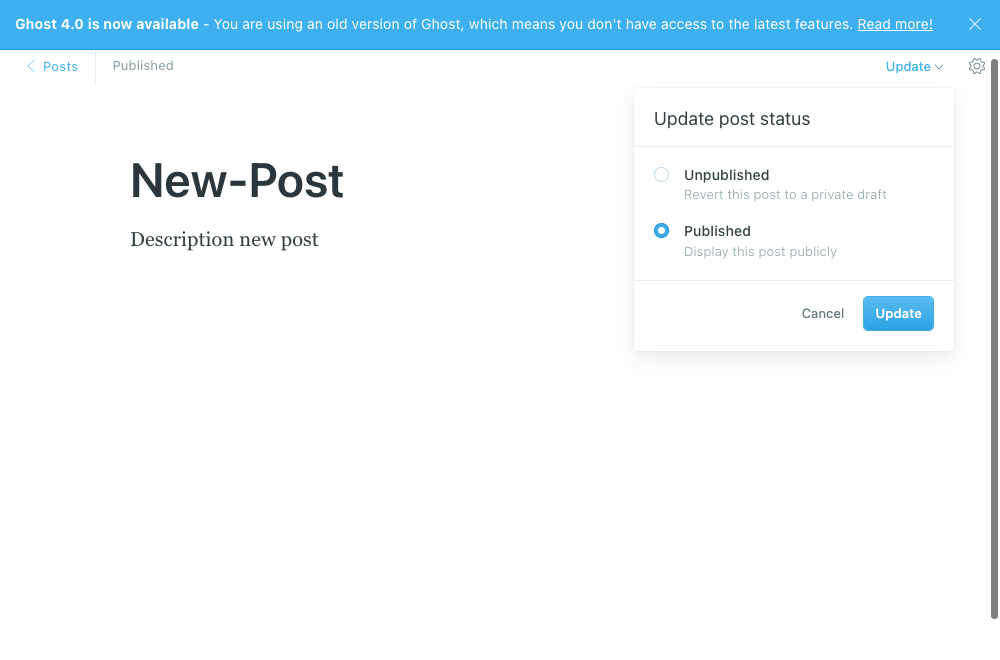 Ghost 4.0 is now available - You are using an old version of Ghost, which means you don't have access to the latest features. Read more!
Posts
Published
Update
Update post status
New-Post
Unpublished
Revert this post to a private draft
Description new post
Published
Display this post publicly
Cancel
Update